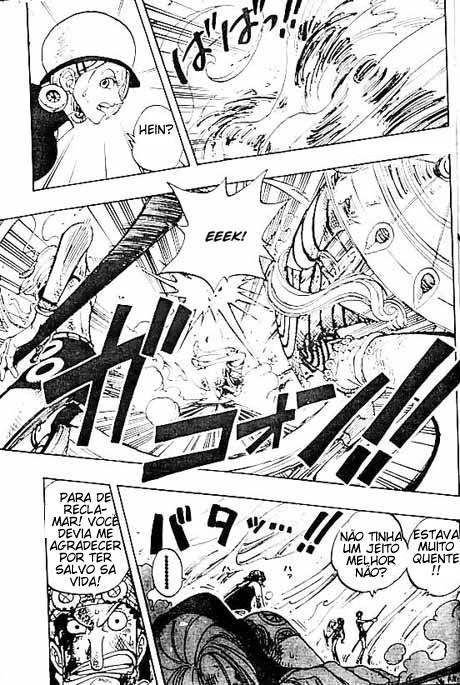 ばばっ!!
HEIN?
EEEK!
ガコォン!!!
ESTAVA
MUITO
QUENTE
!!
NÃO TINHA
UM JEITO
MELHOR
NÃO?
バタッ…!!
PARA DE
RECLA-
MAR! VOCÊ
DEVIA ME
AGRADECER
POR TER
SALVO SA
VIDA!